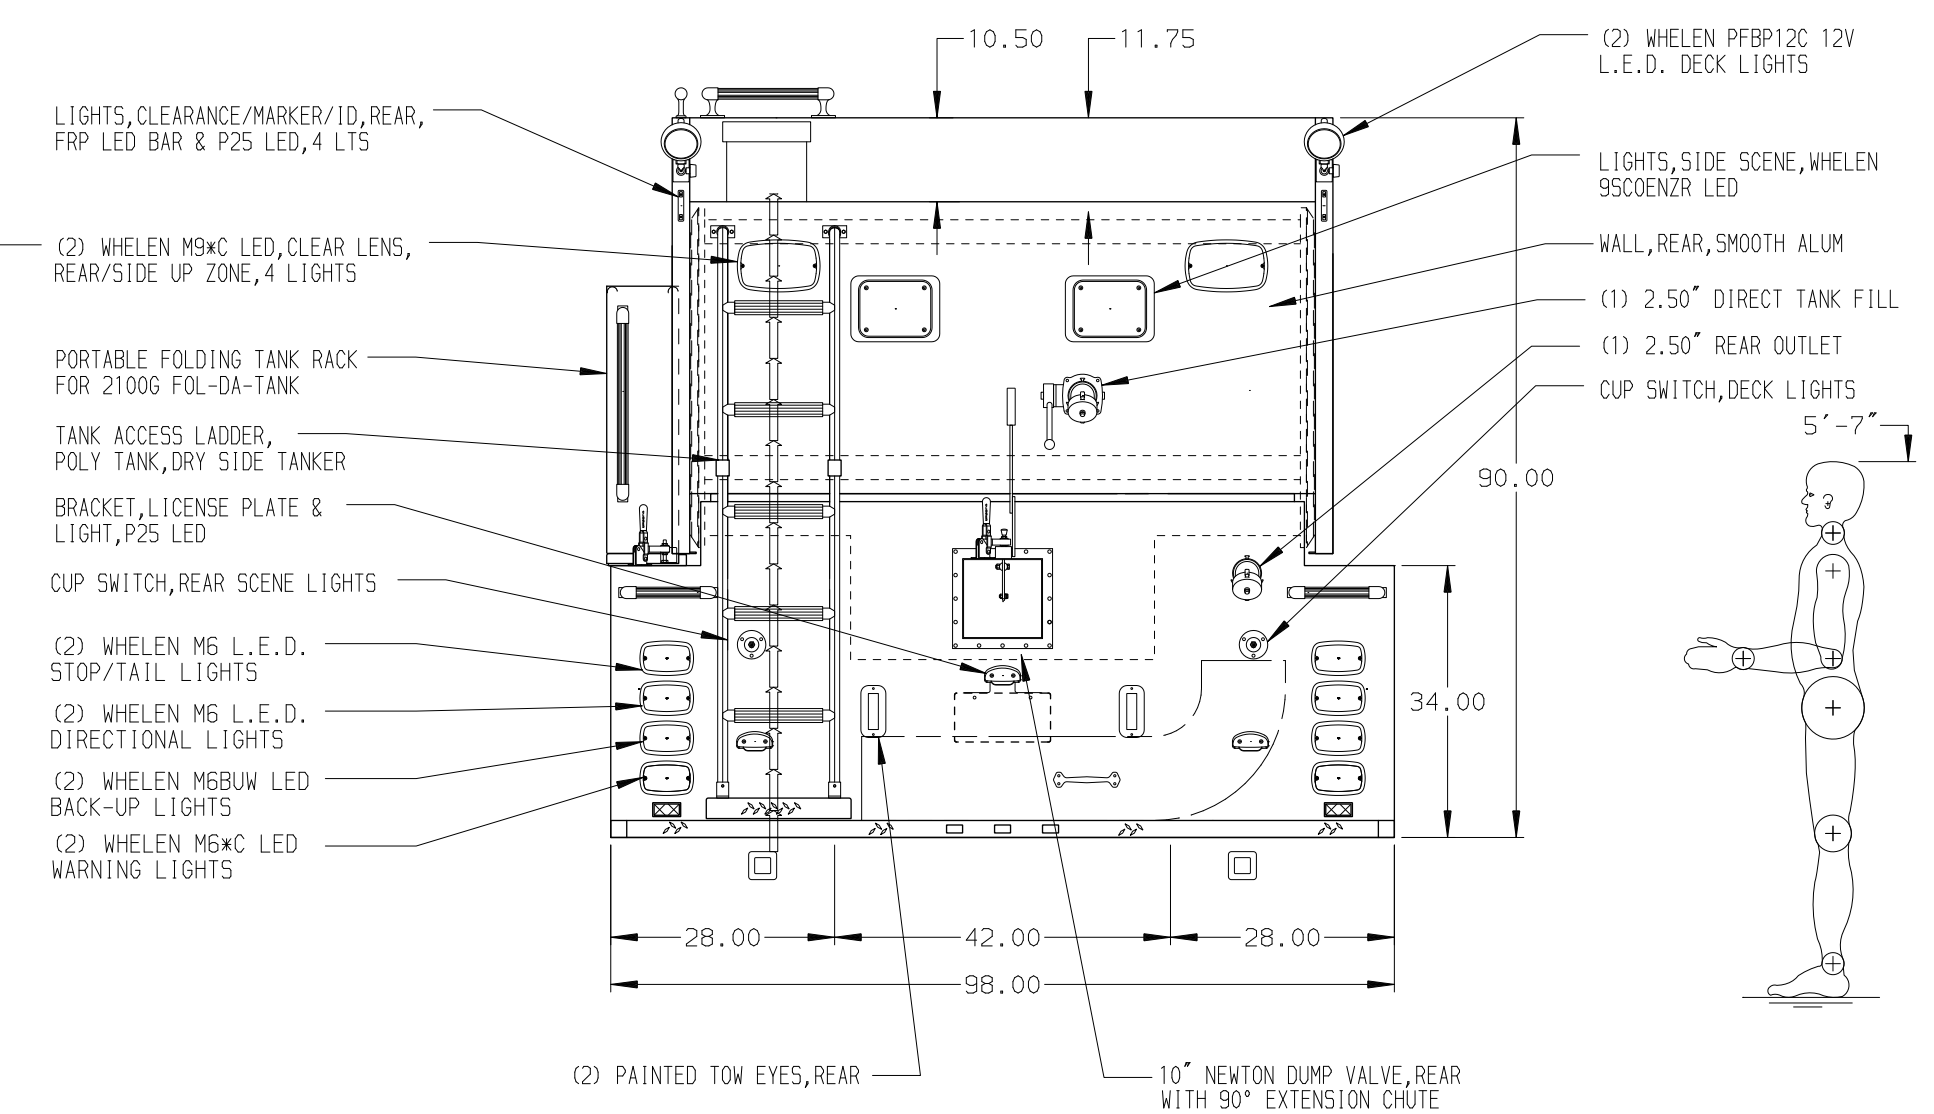 10.50
11.75
(2) WHELEN PFBP12C 12V
L.E.D. DECK LIGHTS
LIGHTS,CLEARANCE/MARKER/ID,REAR,
FRP LED BAR & P25 LED,4 LTS
LIGHTS,SIDE SCENE,WHELEN
9SC0ENZR LED
(2) WHELEN M9*C LED,CLEAR LENS,
REAR/SIDE UP ZONE,4 LIGHTS
WALL,REAR,SMOOTH ALUM
(1) 2.50" DIRECT TANK FILL
(1) 2.50" REAR OUTLET
PORTABLE FOLDING TANK RACK
FOR 2100G FOL-DA-TANK
CUP SWITCH,DECK LIGHTS
5'-7"
TANK ACCESS LADDER,
POLY TANK,DRY SIDE TANKER
90.00
BRACKET,LICENSE PLATE &
LIGHT,P25 LED
CUP SWITCH,REAR SCENE LIGHTS
(2) WHELEN M6 L.E.D.
STOP/TAIL LIGHTS
34.00
(2) WHELEN M6 L.E.D.
DIRECTIONAL LIGHTS
(2) WHELEN M6BUW LED
BACK-UP LIGHTS
(2) WHELEN M6*C LED
WARNING LIGHTS
28.00
42.00
28.00
98.00
(2) PAINTED TOW EYES,REAR
10" NEWTON DUMP VALVE,REAR
WITH 90° EXTENSION CHUTE